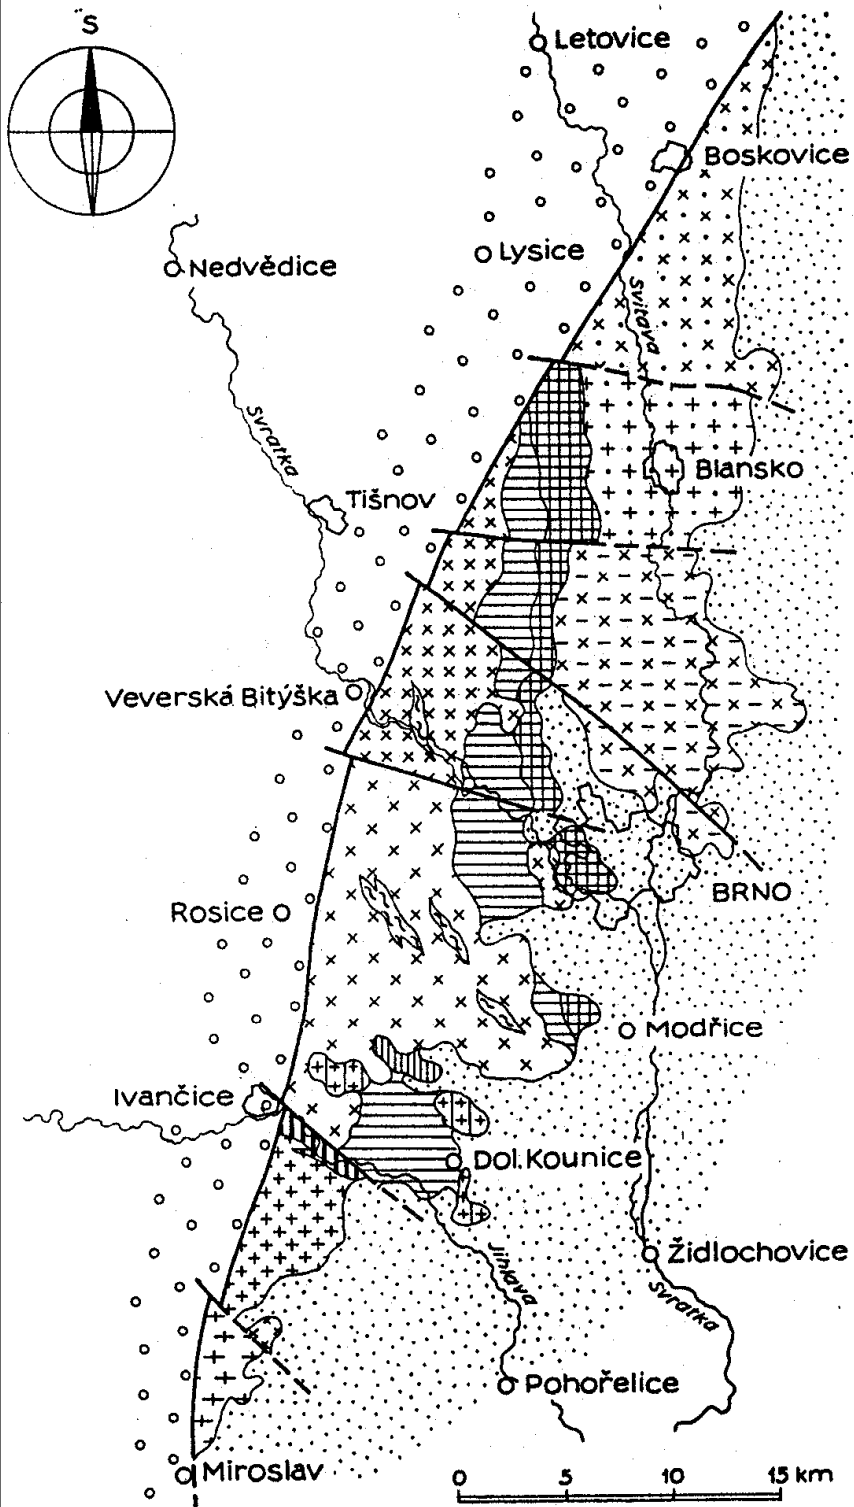 S
Letovice
Boskovice
Lysice
Nedvědice
Svitava
Svratka
Blansko
Tišnov
Veverská Bitýška
BRNO
Rosice
Modřice
Ivančice
Dol. Kounice
Jihlava
Židlochovice
Svratka
Pohořelice
Miroslav
0 5 10 15 km